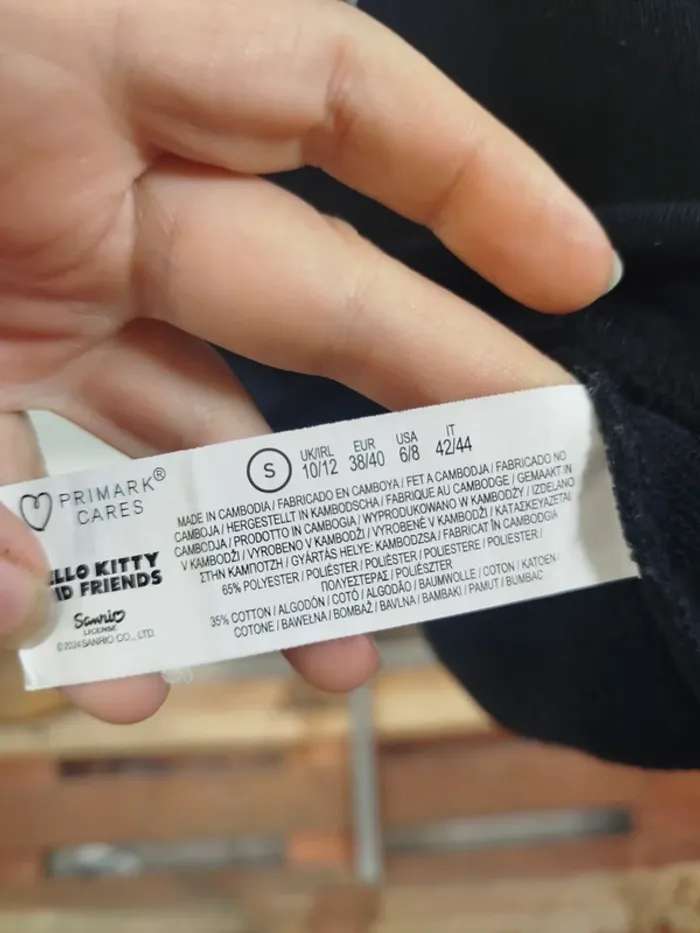 PRIMARK®
CARES
LLO KITTY
ID FRIENDS
Sanrio
LICENSE
©2024 SANRIO CO., LTD.
S
UK/IRL EUR USA IT
10/12 38/40 6/8 42/44
MADE IN CAMBODIA / FABRICADO EN CAMBOYA / FET A CAMBODJA / FABRICADO NO
CAMBOJA / HERGESTELLT IN KAMBODSCHA / FABRIQUE AU CAMBODGE / GEMAAKT IN
CAMBODJA / PRODOTTO IN CAMBOGIA / WYPRODUKOWANO W KAMBODŻY / IZDELANO
V KAMBODŽI / VYROBENO V KAMBODŽI / VYROBENÉ V KAMBODŽI / ΚΑΤΑΣΚΕΥΑΖΕΤΑΙ
ΣΤΗΝ ΚΑΜΠΟΤΖΗ / GYÁRTÁS HELYE: KAMBODZSA / FABRICAT ÎN CAMBODGIA
65% POLYESTER / POLIÉSTER / POLIÈSTER / POLIESTERE / POLIESTER /
ΠΟΛΥΕΣΤΕΡΑΣ / POLIÉSZTER
35% COTTON / ALGODÓN / COTÓ / ALGODÃO / BAUMWOLLE / COTON / KATOEN /
COTONE / BAWEŁNA / BOMBAŽ / BAVLNA / BAMBAKI / PAMUT / BUMBAC